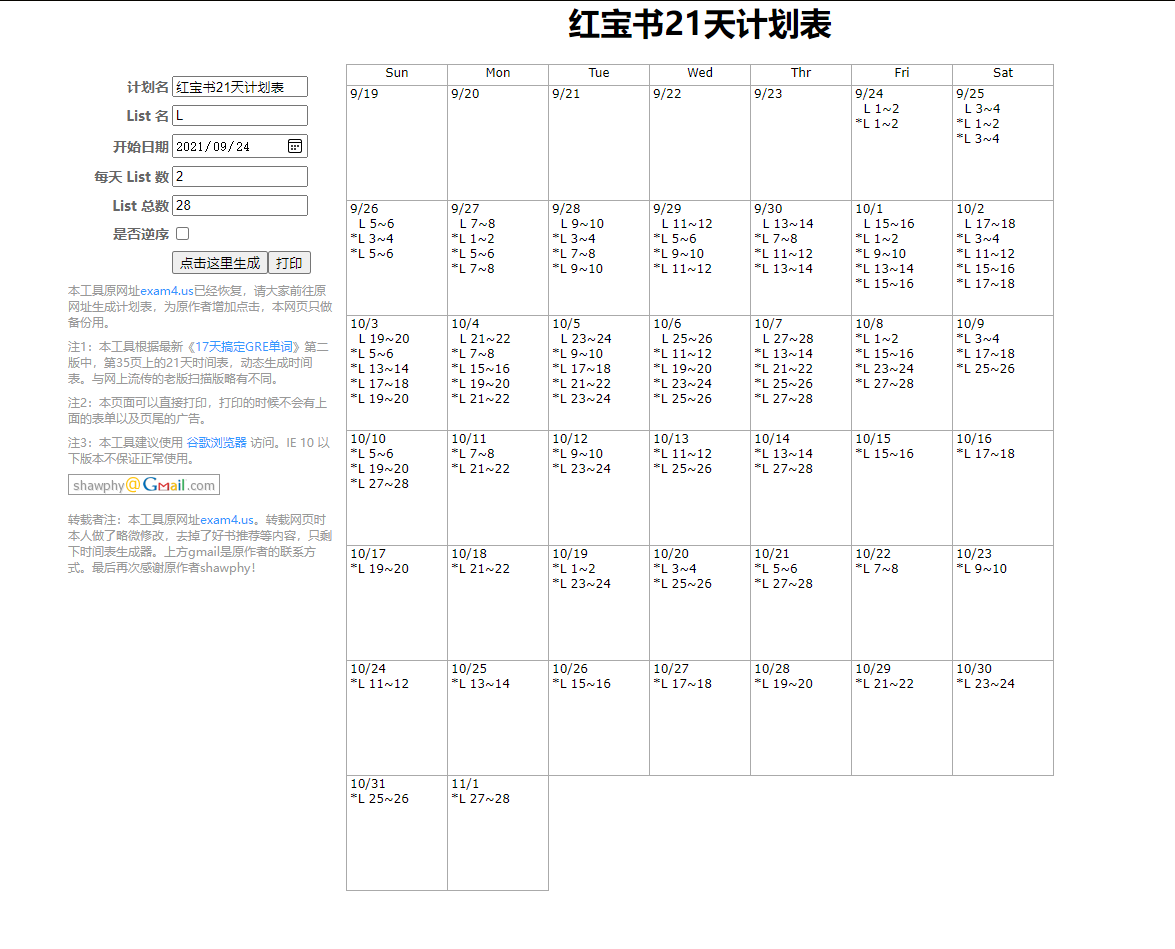 红宝书21天计划表
计划名 红宝书21天计划表
List 名 L
开始日期 2021/09/24
每天 List 数 2
List 总数 28
是否逆序
点击这里生成 打印
本工具原网址exam4.us已经恢复，请大家前往原
网址生成计划表，为原作者增加点击，本网页只做
备份用。
注1：本工具根据最新《17天搞定GRE单词》第二
版中，第35页上的21天时间表，动态生成时间
表。与网上流传的老版扫描版略有不同。
注2：本页面可以直接打印，打印的时候不会有上
面的表单以及页尾的广告。
注3：本工具建议使用 谷歌浏览器 访问。IE 10 以
下版本不保证正常使用。
shawphy@Gmail.com
转载者注：本工具原网址exam4.us。转载网页时
本人做了略微修改，去掉了好书推荐等内容，只剩
下时间表生成器。上方gmail是原作者的联系方
式。最后再次感谢原作者shawphy！
Sun Mon Tue Wed Thr Fri Sat
9/19 9/20 9/21 9/22 9/23 9/24 9/25
L 1~2 L 3~4
*L 1~2 *L 1~2
*L 3~4
9/26 9/27 9/28 9/29 9/30 10/1 10/2
L 5~6 L 7~8 L 9~10 L 11~12 L 13~14 L 15~16 L 17~18
*L 3~4 *L 1~2 *L 3~4 *L 5~6 *L 7~8 *L 1~2 *L 3~4
*L 5~6 *L 5~6 *L 7~8 *L 9~10 *L 11~12 *L 9~10 *L 11~12
*L 7~8 *L 9~10 *L 11~12 *L 13~14 *L 13~14 *L 15~16
*L 15~16 *L 17~18
10/3 10/4 10/5 10/6 10/7 10/8 10/9
L 19~20 L 21~22 L 23~24 L 25~26 L 27~28 *L 1~2 *L 3~4
*L 5~6 *L 7~8 *L 9~10 *L 11~12 *L 13~14 *L 15~16 *L 17~18
*L 13~14 *L 15~16 *L 17~18 *L 19~20 *L 21~22 *L 23~24 *L 25~26
*L 17~18 *L 19~20 *L 21~22 *L 23~24 *L 25~26 *L 27~28
*L 19~20 *L 21~22 *L 23~24 *L 25~26 *L 27~28
10/10 10/11 10/12 10/13 10/14 10/15 10/16
*L 5~6 *L 7~8 *L 9~10 *L 11~12 *L 13~14 *L 15~16 *L 17~18
*L 19~20 *L 21~22 *L 23~24 *L 25~26 *L 27~28
*L 27~28
10/17 10/18 10/19 10/20 10/21 10/22 10/23
*L 19~20 *L 21~22 *L 1~2 *L 3~4 *L 5~6 *L 7~8 *L 9~10
*L 23~24 *L 25~26 *L 27~28
10/24 10/25 10/26 10/27 10/28 10/29 10/30
*L 11~12 *L 13~14 *L 15~16 *L 17~18 *L 19~20 *L 21~22 *L 23~24
10/31 11/1
*L 25~26 *L 27~28